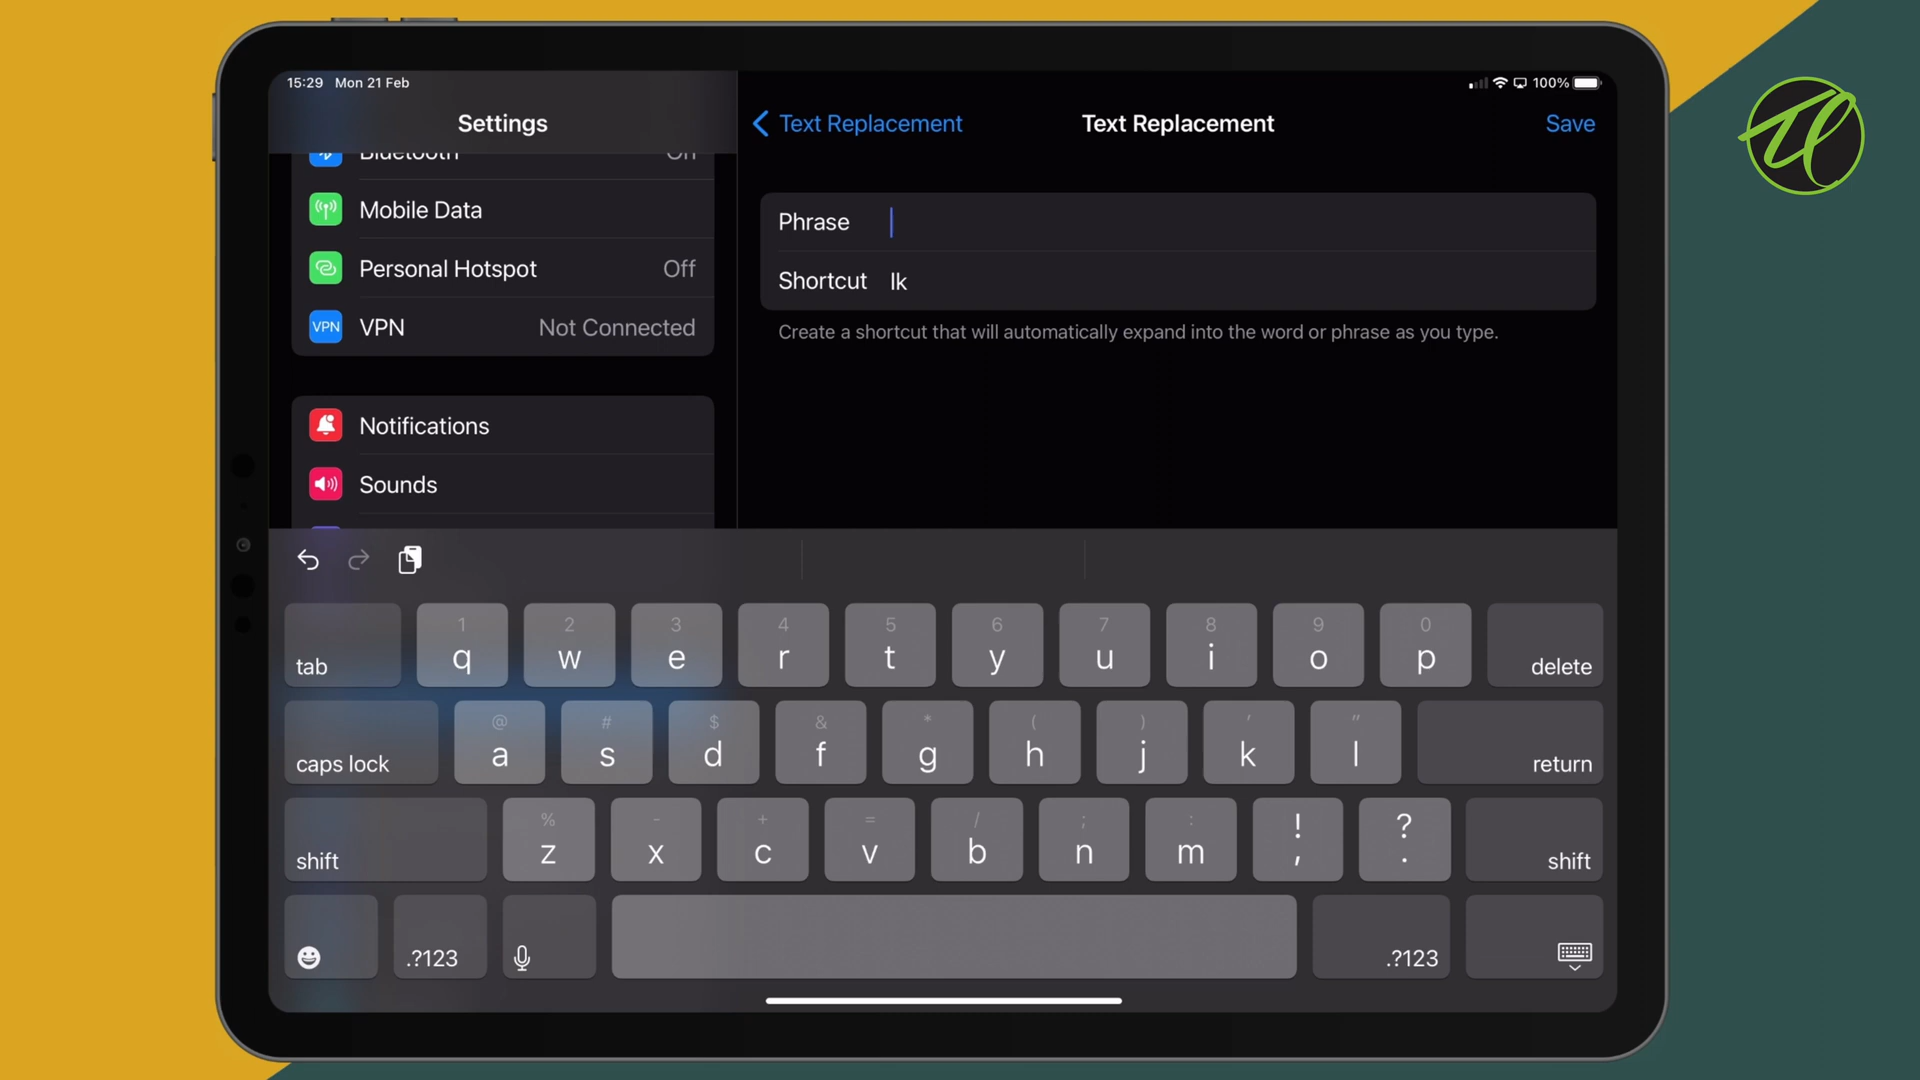 15:29 Mon 21 Feb
100%
Settings
Text Replacement
Text Replacement
Save
Bluetooth On
Mobile Data
Personal Hotspot Off
VPN VPN Not Connected
Notifications
Sounds
Phrase
Shortcut lk
Create a shortcut that will automatically expand into the word or phrase as you type.
1 2 3 4 5 6 7 8 9 0
tab q w e r t y u i o p delete
@ # $ & * ( ) ' "
caps lock a s d f g h j k l return
% - + = / ; : ! ?
shift z x c v b n m , . shift
.?123 .?123